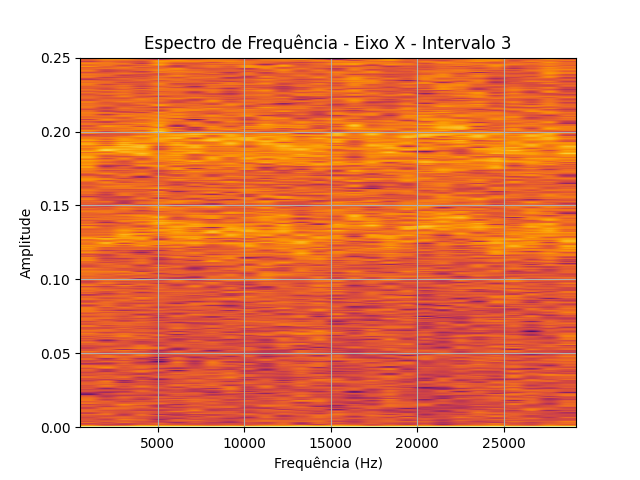 Espectro de Frequência - Eixo X - Intervalo 3
Amplitude
0.25
0.20
0.15
0.10
0.05
0.00
5000 10000 15000 20000 25000
Frequência (Hz)